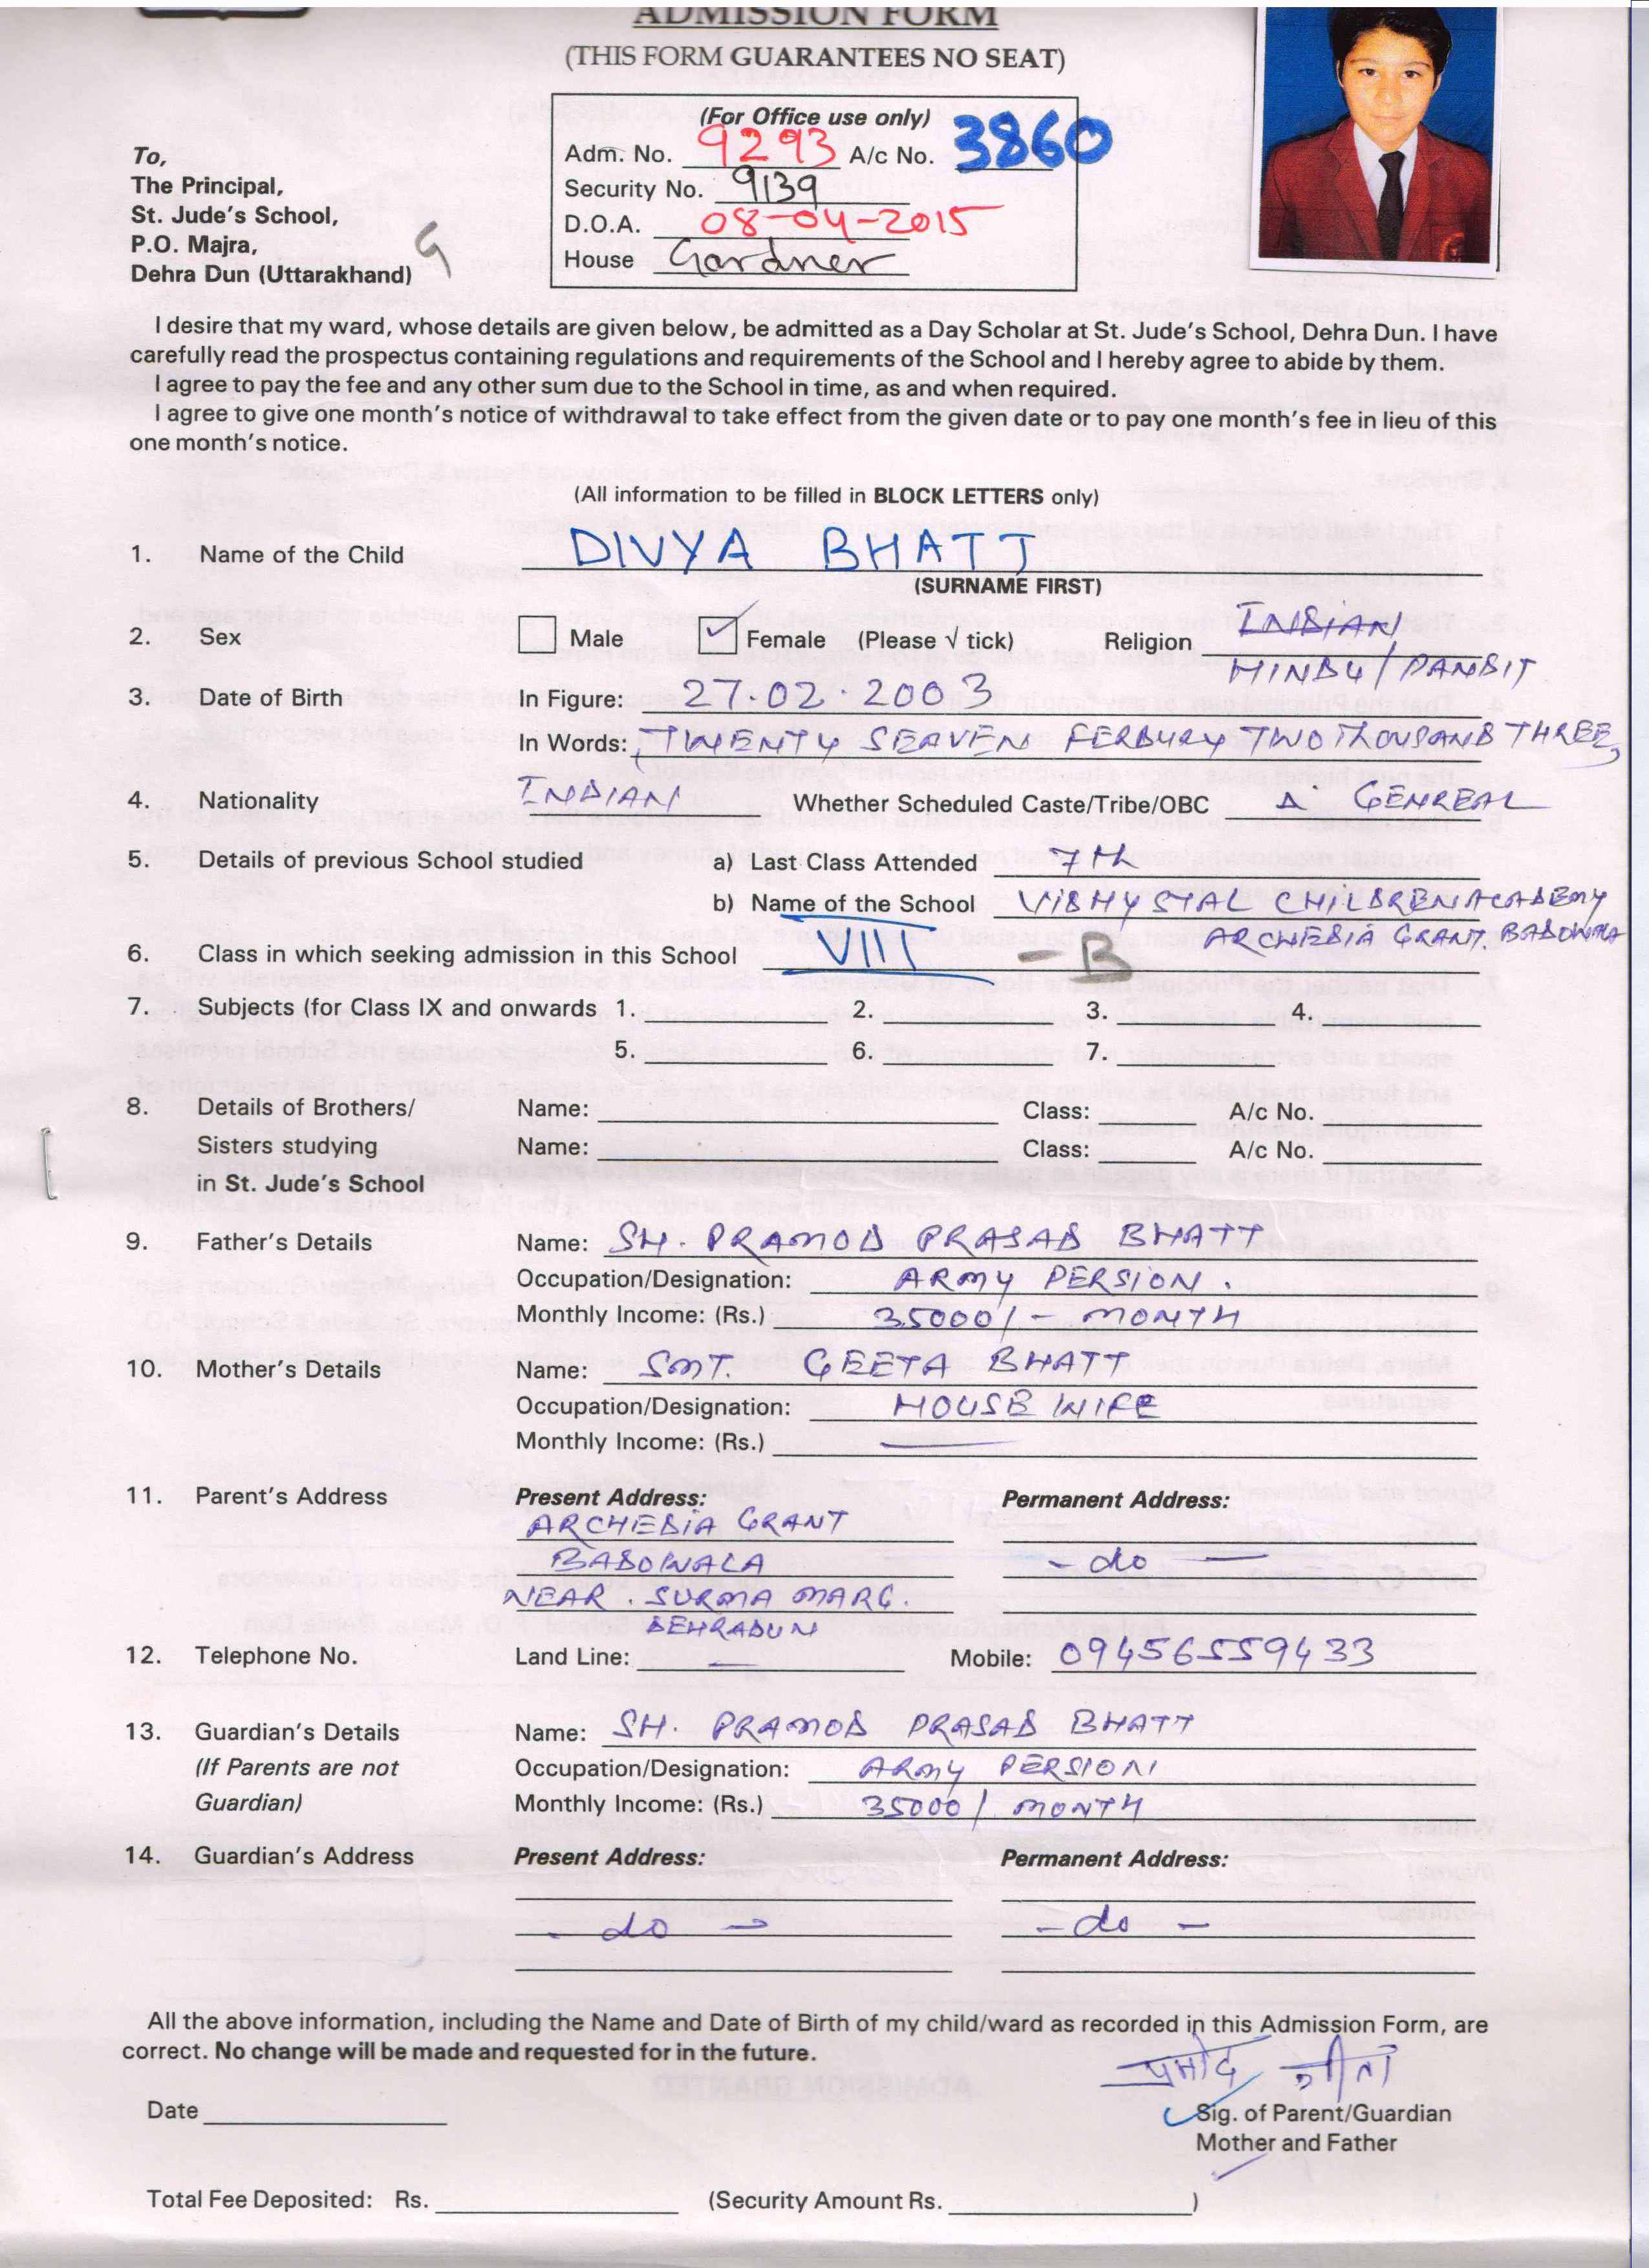 ADMISSION FORM
(THIS FORM GUARANTEES NO SEAT)
(For Office use only)
Adm. No. 9293 A/c No. 3860
Security No. 9139
D.O.A. 08-04-2015
House Gardner
To,
The Principal,
St. Jude's School,
P.O. Majra,
Dehra Dun (Uttarakhand)
G
I desire that my ward, whose details are given below, be admitted as a Day Scholar at St. Jude's School, Dehra Dun. I have
carefully read the prospectus containing regulations and requirements of the School and I hereby agree to abide by them.
I agree to pay the fee and any other sum due to the School in time, as and when required.
I agree to give one month's notice of withdrawal to take effect from the given date or to pay one month's fee in lieu of this
one month's notice.
(All information to be filled in BLOCK LETTERS only)
1. Name of the Child DIVYA BHATT
(SURNAME FIRST)
2. Sex Male Female (Please √ tick) Religion INDIAN
HINDU/PANDIT
3. Date of Birth In Figure: 27.02.2003
In Words: TWENTY SEAVEN FERBURY TWO THOUSAND THREE,
4. Nationality INDIAN Whether Scheduled Caste/Tribe/OBC GENREAL
5. Details of previous School studied a) Last Class Attended 7th
b) Name of the School CHILDREN ACADEMY
ARCHEDIA GRANT. BADOWALA
6. Class in which seeking admission in this School VIII - B
7. Subjects (for Class IX and onwards 1. 2. 3. 4.
5. 6. 7.
8. Details of Brothers/ Name: Class: A/c No.
Sisters studying Name: Class: A/c No.
in St. Jude's School
9. Father's Details Name: SH. PRAMOD PRASAD BHATT
Occupation/Designation: ARMY PERSION.
Monthly Income: (Rs.) 35000/- MONTH
10. Mother's Details Name: SMT. GEETA BHATT
Occupation/Designation: HOUSE WIFE
Monthly Income: (Rs.)
11. Parent's Address Present Address: Permanent Address:
ARCHEDIA GRANT
BADOWALA - do -
NEAR. SURMA MARG.
DEHRADUN
12. Telephone No. Land Line: - Mobile: 09456559433
13. Guardian's Details Name: SH. PRAMOD PRASAD BHATT
(If Parents are not Occupation/Designation: ARMY PERSION
Guardian) Monthly Income: (Rs.) 35000/ MONTH
14. Guardian's Address Present Address: Permanent Address:
- do - - do -
All the above information, including the Name and Date of Birth of my child/ward as recorded in this Admission Form, are
correct. No change will be made and requested for in the future.
प्रमोद गीता
Date Sig. of Parent/Guardian
Mother and Father
Total Fee Deposited: Rs. (Security Amount Rs. )